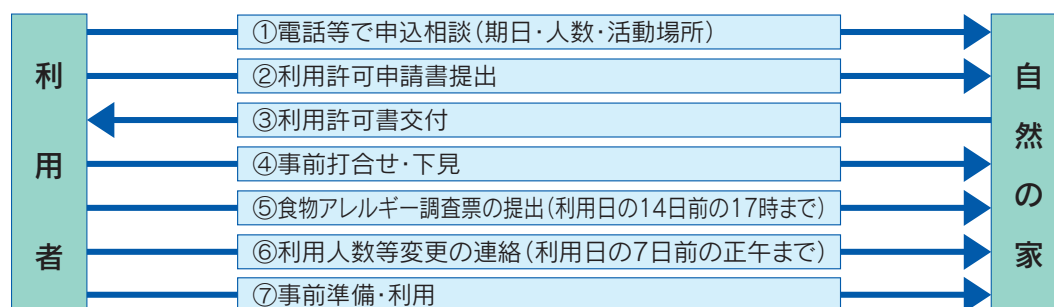 利用者
①電話等で申込相談(期日・人数・活動場所)
②利用許可申請書提出
③利用許可書交付
④事前打合せ・下見
⑤食物アレルギー調査票の提出(利用日の14日前の17時まで)
⑥利用人数等変更の連絡(利用日の7日前の正午まで)
⑦事前準備・利用
自然の家